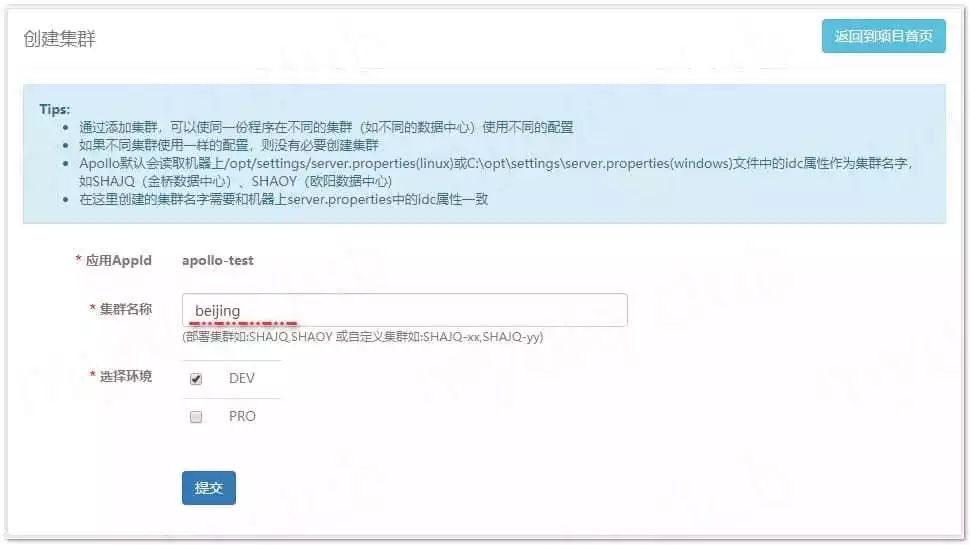 创建集群
返回到项目首页
Tips:
通过添加集群，可以使同一份程序在不同的集群（如不同的数据中心）使用不同的配置
如果不同集群使用一样的配置，则没有必要创建集群
Apollo默认会读取机器上/opt/settings/server.properties(linux)或C:\opt\settings\server.properties(windows)文件中的idc属性作为集群名字，
如SHAJQ（金桥数据中心）、SHAOY（欧阳数据中心）
在这里创建的集群名字需要和机器上server.properties中的idc属性一致
* 应用AppId apollo-test
* 集群名称 beijing
(部署集群如:SHAJQ,SHAOY 或自定义集群如:SHAJQ-xx,SHAJQ-yy)
* 选择环境 DEV
PRO
提交